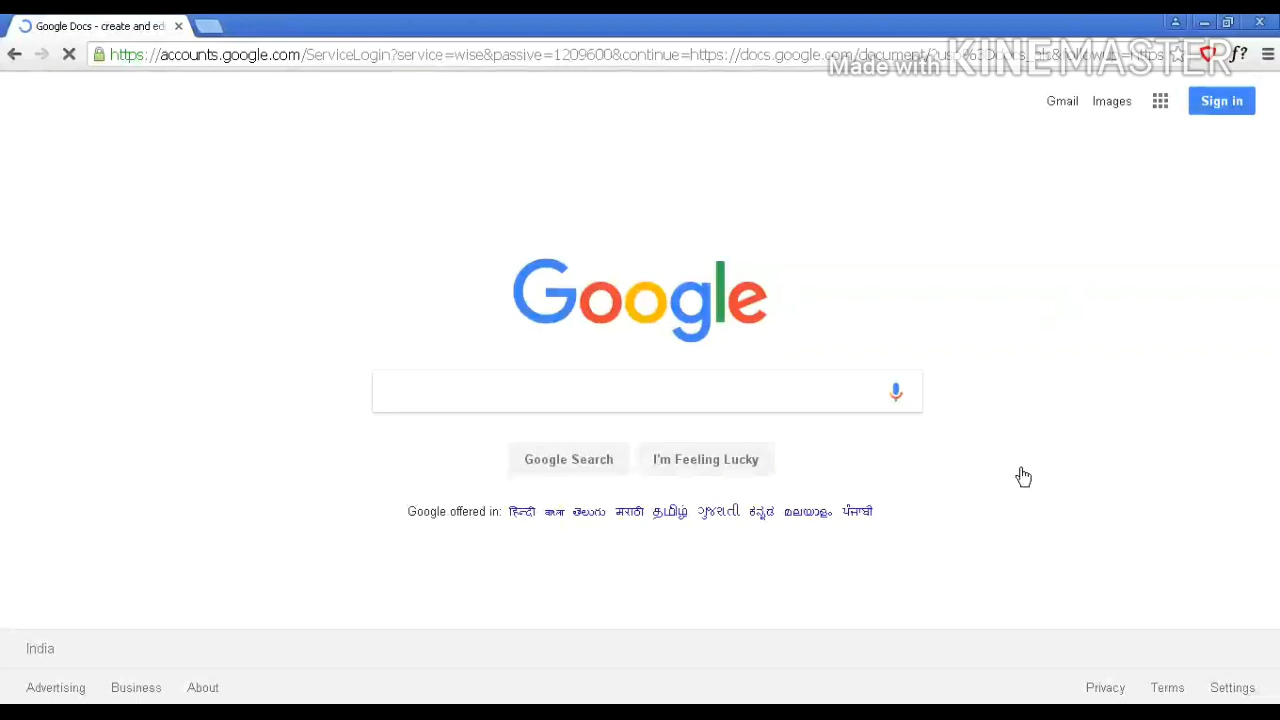 Google Docs - create and edi
https://accounts.google.com/ServiceLogin?service=wise&passive=1209600&continue=https://docs.google.com/document/
Made with KINEMASTER
f?
Gmail Images Sign in
Google
Google Search I'm Feeling Lucky
Google offered in: हिन्दी বাংলা తెలుగు मराठी தமிழ் ગુજરાતી ಕನ್ನಡ മലയാളം ਪੰਜਾਬੀ
India
Advertising Business About Privacy Terms Settings